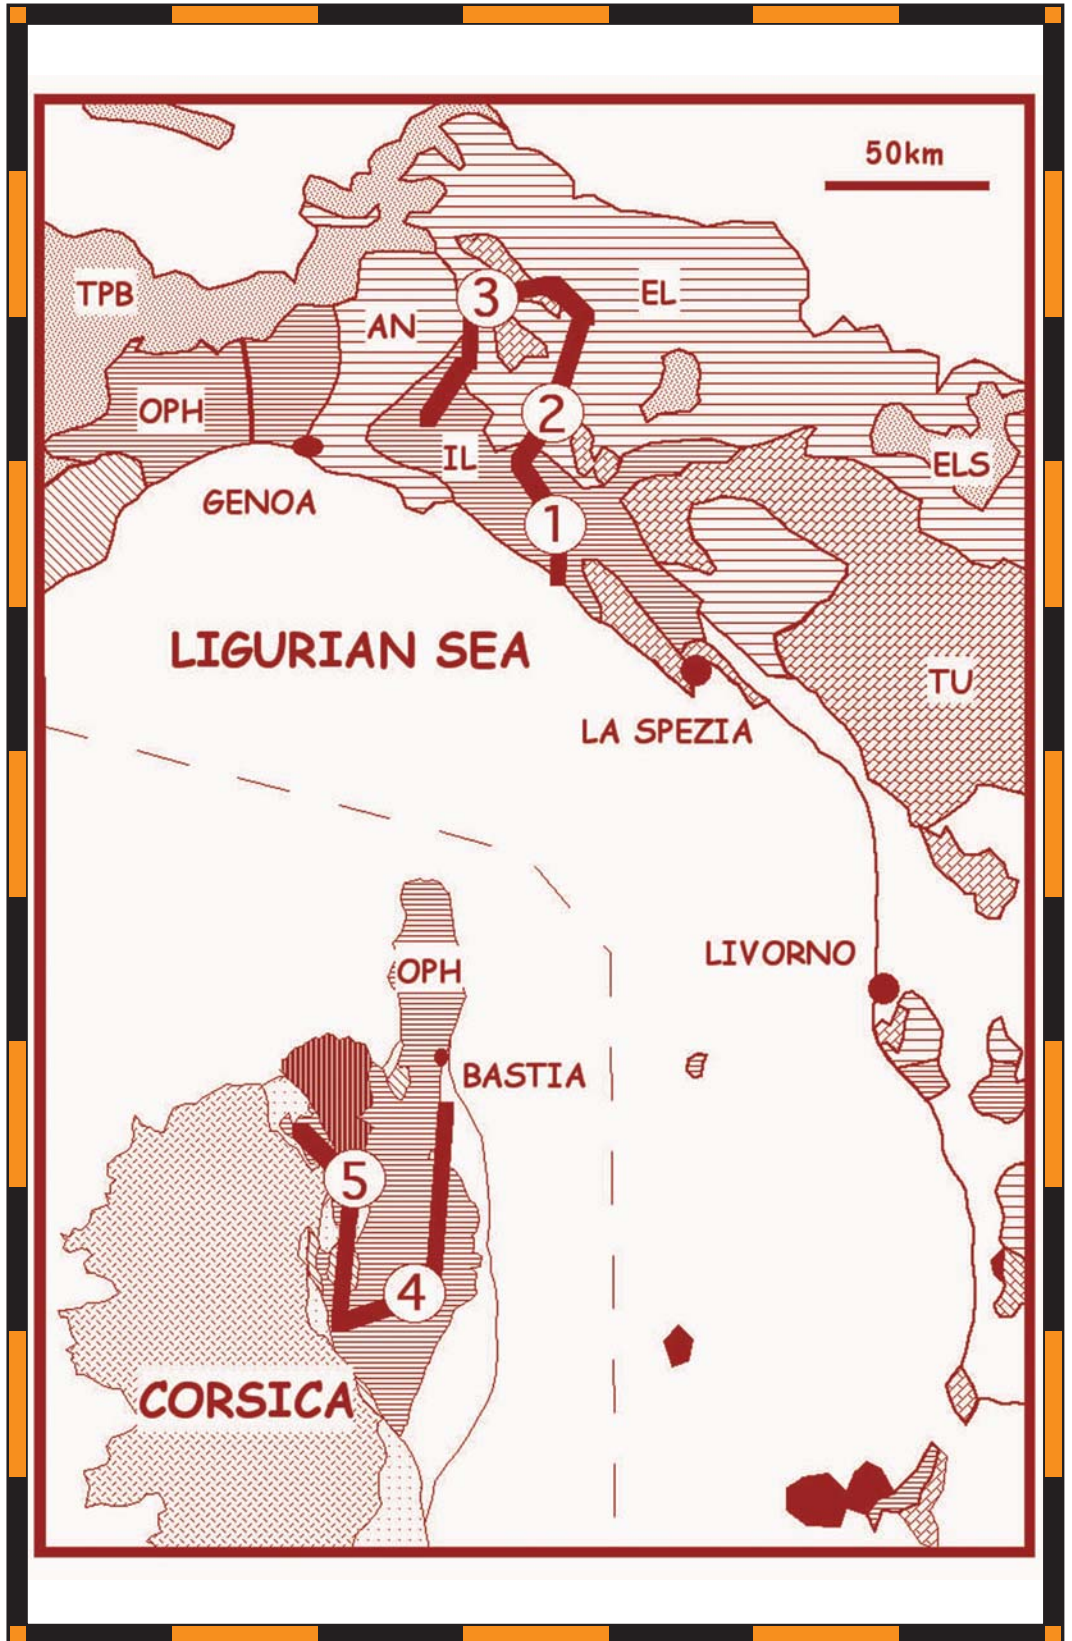 50km
TPB
3
EL
AN
OPH
2
IL
ELS
GENOA
1
LIGURIAN SEA
TU
LA SPEZIA
LIVORNO
OPH
BASTIA
5
4
CORSICA